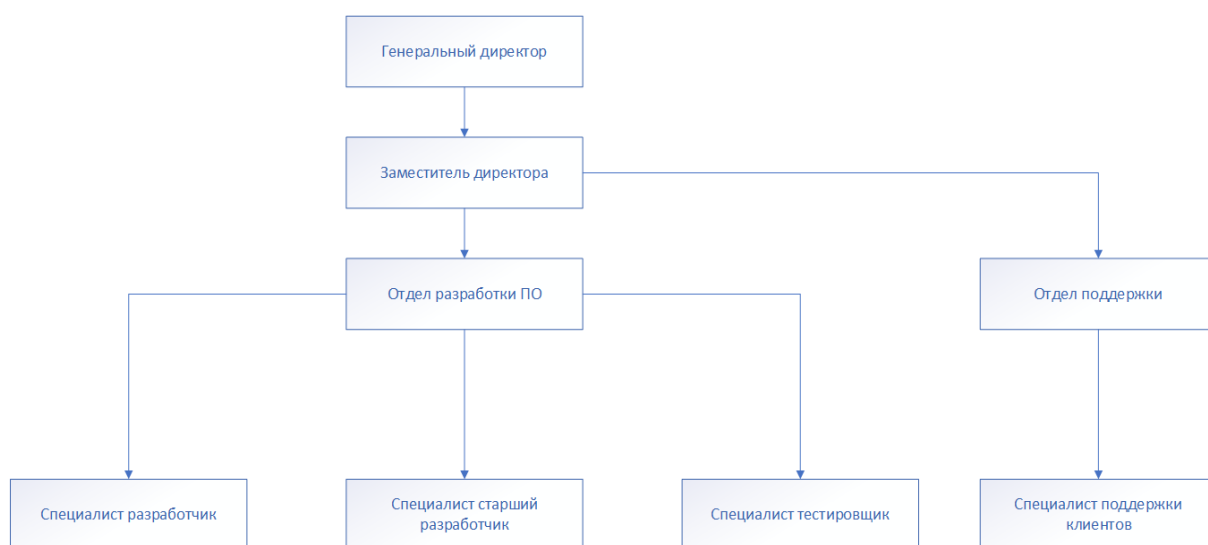 Генеральный директор
Заместитель директора
Отдел разработки ПО
Отдел поддержки
Специалист разработчик
Специалист старший
разработчик
Специалист тестировщик
Специалист поддержки
клиентов